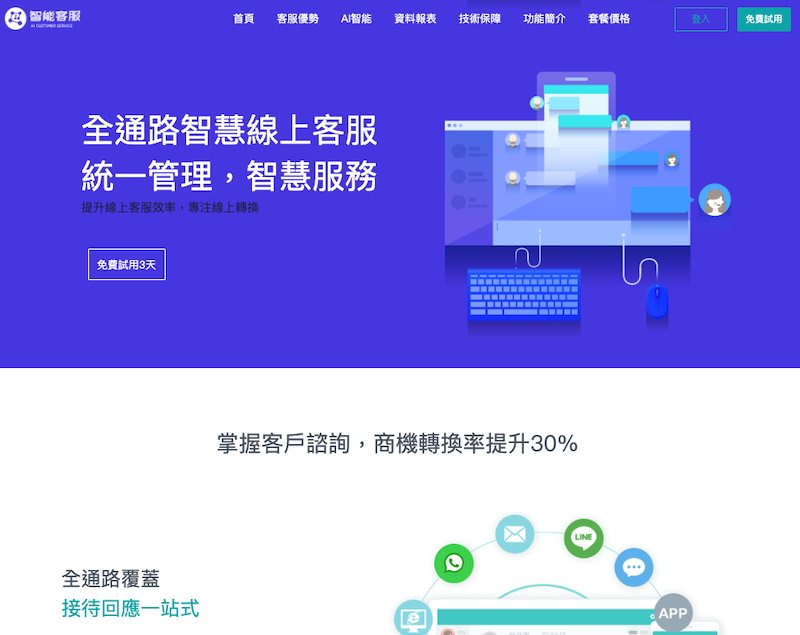 智能客服
AI CUSTOMER SERVICE
首頁 客服優勢 AI智能 資料報表 技術保障 功能簡介 套餐價格 登入 免費試用
全通路智慧線上客服
統一管理，智慧服務
提升線上客服效率，專注線上轉換
免費試用3天
掌握客戶諮詢，商機轉換率提升30%
全通路覆蓋
接待回應一站式
LINE
APP